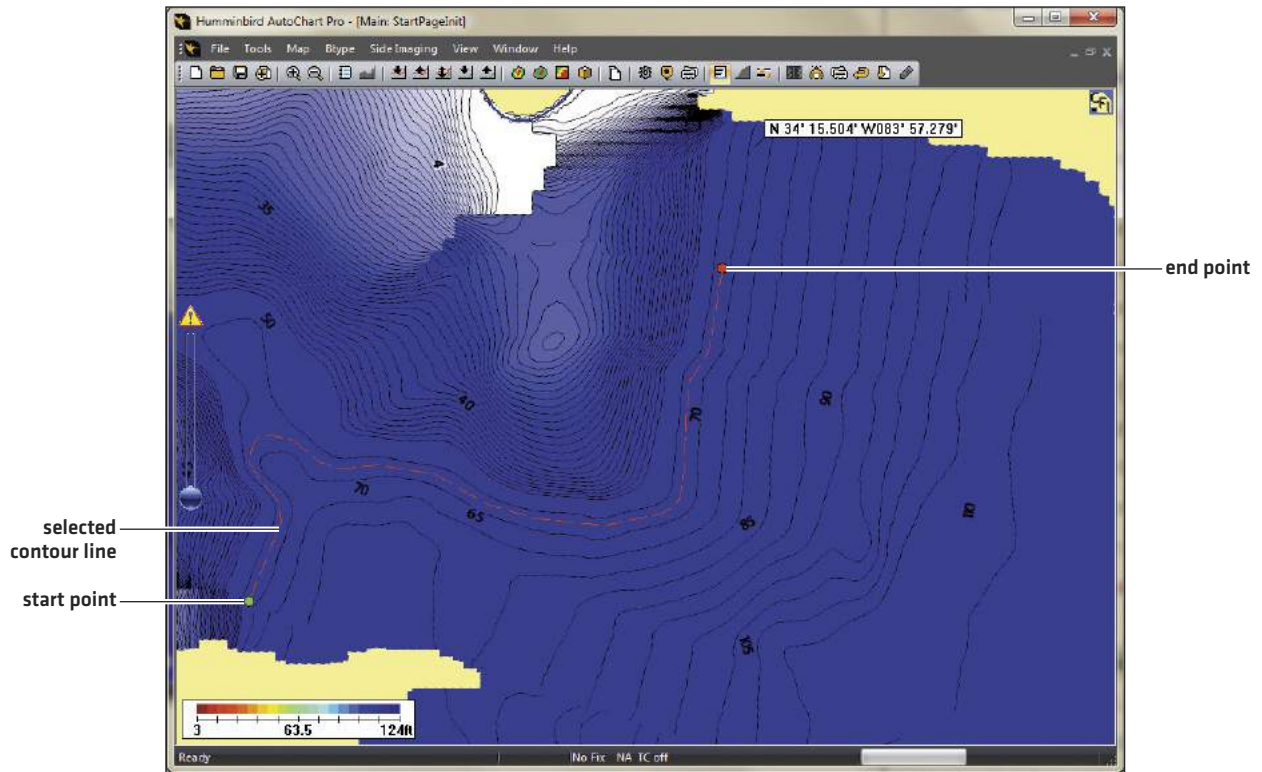 Humminbird AutoChart Pro - [Main: StartPageInit]
File Tools Map Btype Side Imaging View Window Help
N 34° 15.504' W083° 57.279'
4
35
50
end point
40
90
70
70
65
85
110
selected
contour line
start point
105
3 63.5 124ft
Ready No Fix NA TC off